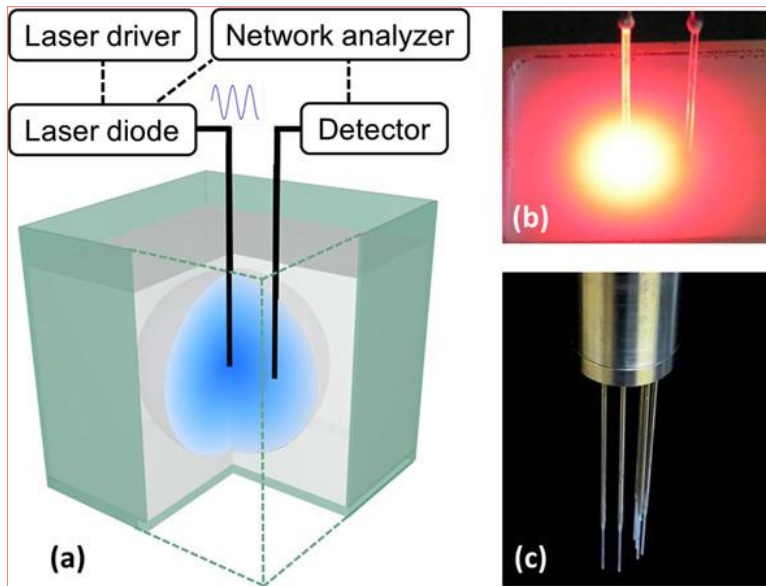 Laser driver
Network analyzer
Laser diode
Detector
(a)
(b)
(c)